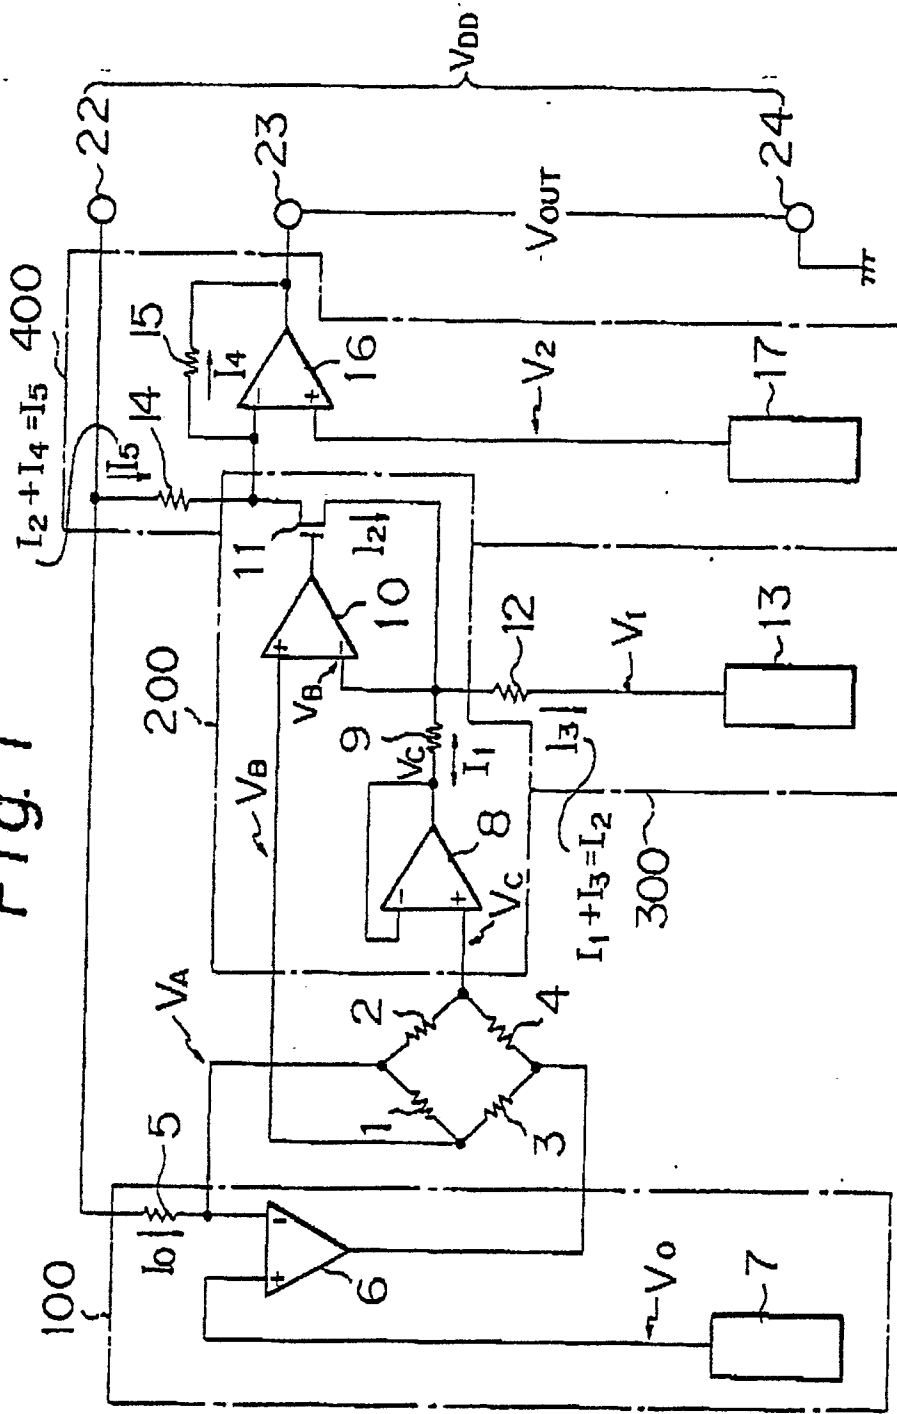 Fig. 1
100
I0
5
6
V0
7
VA
1
2
3
4
VB
200
VC
8
VC
9
I1
VB
10
11
I2
12
I3
I1 + I3 = I2
300
V1
13
I2 + I4 = I5
400
I5
14
15
I4
16
V2
17
22
23
24
VOUT
VDD